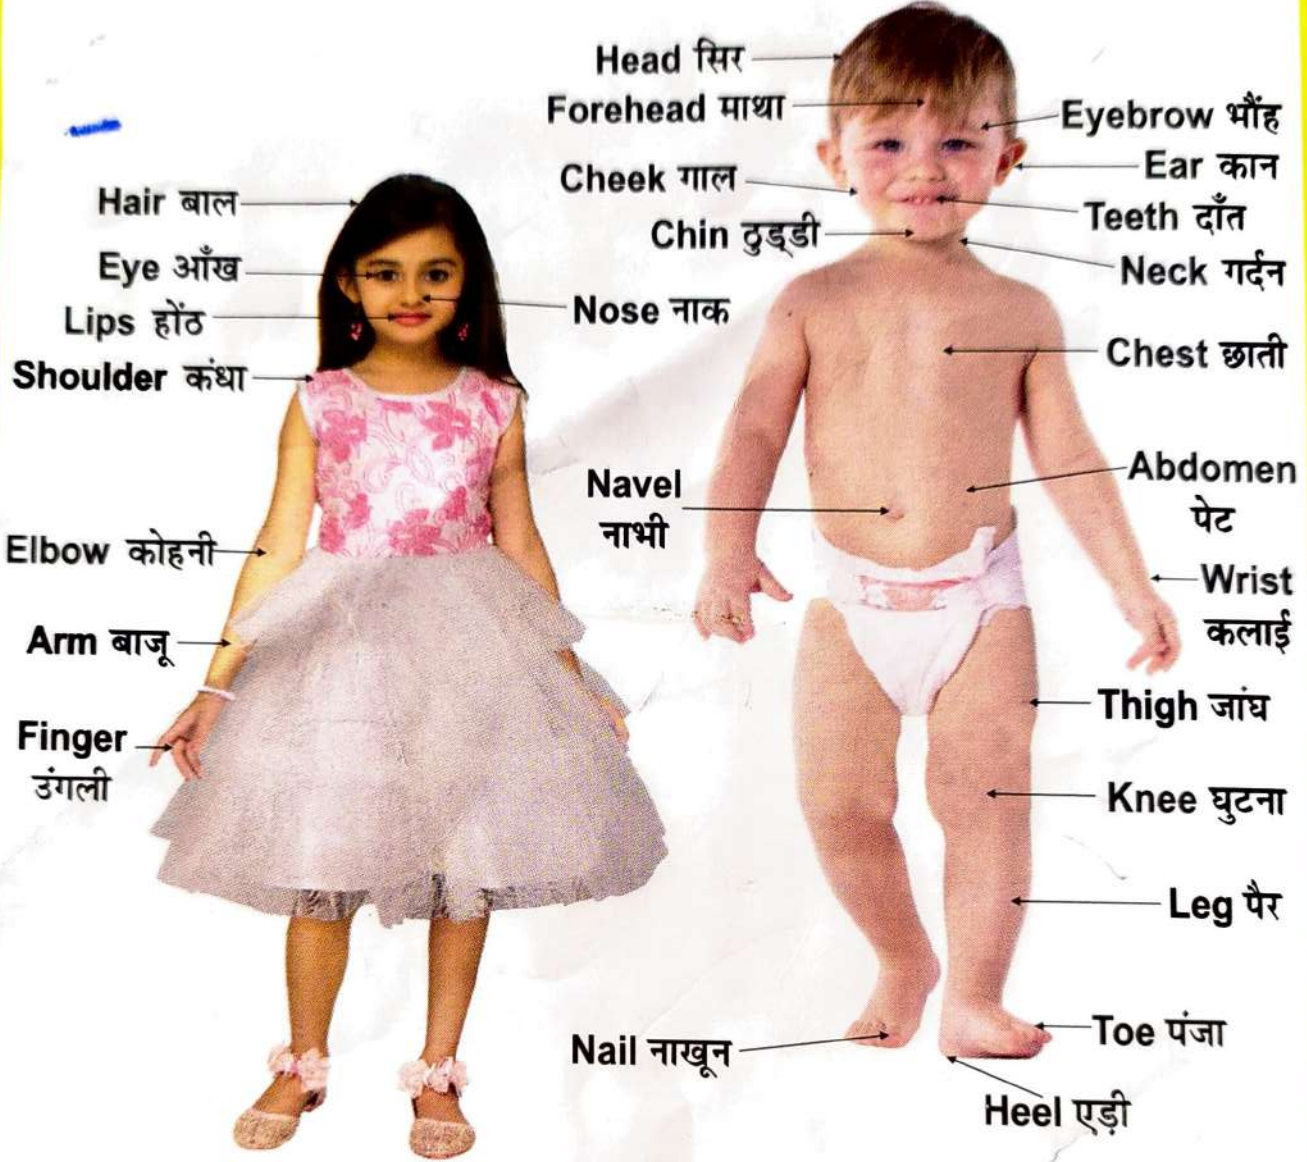 Head सिर
Forehead माथा
Eyebrow भौंह
Ear कान
Cheek गाल
Teeth दाँत
Chin ठुड्डी
Neck गर्दन
Hair बाल
Eye आँख
Lips होंठ
Nose नाक
Shoulder कंधा
Chest छाती
Navel
नाभी
Abdomen
पेट
Elbow कोहनी
Wrist
कलाई
Arm बाजू
Thigh जांघ
Finger
उंगली
Knee घुटना
Leg पैर
Nail नाखून
Toe पंजा
Heel एड़ी